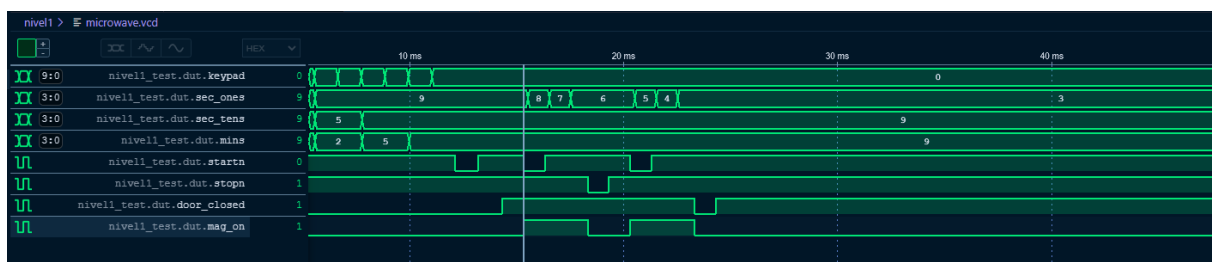 nivel1 > microwave.vcd
+
-
HEX
10 ms 20 ms 30 ms 40 ms
9:0 nivel1_test.dut.keypad 0 0
3:0 nivel1_test.dut.sec_ones 9 9 8 7 6 5 4 3
3:0 nivel1_test.dut.sec_tens 9 5 9
3:0 nivel1_test.dut.mins 9 2 5 9
nivel1_test.dut.startn 0
nivel1_test.dut.stopn 1
nivel1_test.dut.door_closed 1
nivel1_test.dut.mag_on 1